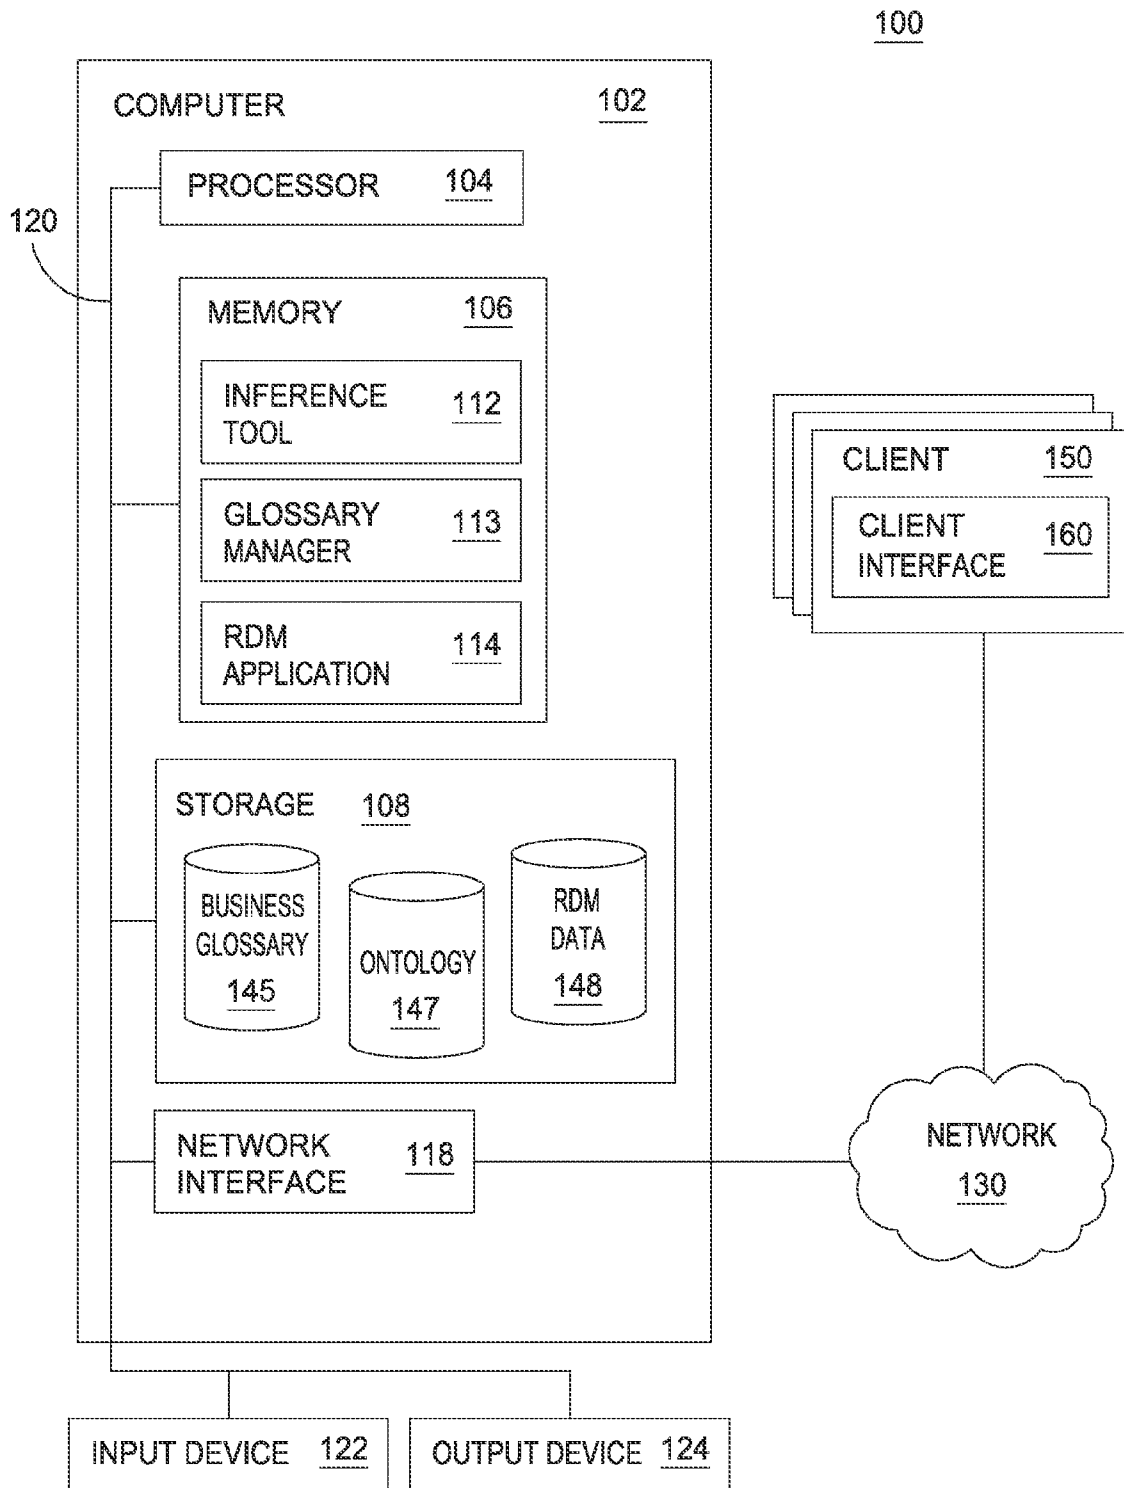 100
COMPUTER 102
PROCESSOR 104
120
MEMORY 106
INFERENCE
TOOL 112
GLOSSARY
MANAGER 113
RDM
APPLICATION 114
CLIENT 150
CLIENT
INTERFACE 160
STORAGE 108
BUSINESS
GLOSSARY
145
ONTOLOGY
147
RDM
DATA
148
NETWORK
INTERFACE 118
NETWORK
130
INPUT DEVICE 122
OUTPUT DEVICE 124